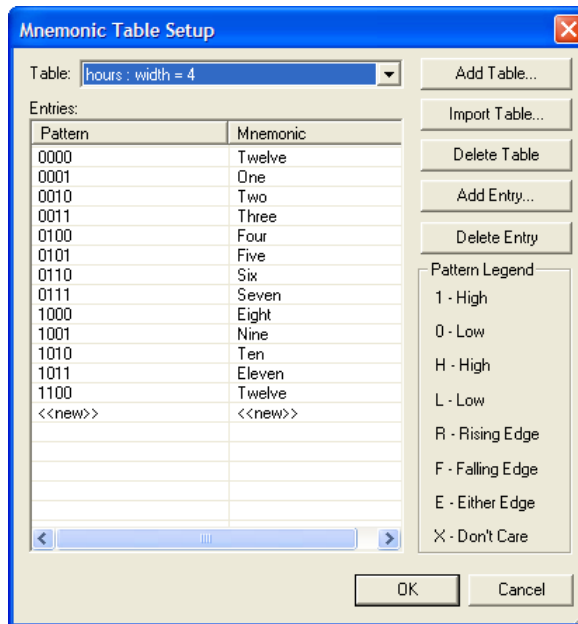 Mnemonic Table Setup
Table: hours : width = 4
Add Table...
Entries:
Import Table...
Pattern Mnemonic
0000 Twelve
0001 One
0010 Two
0011 Three
0100 Four
0101 Five
0110 Six
0111 Seven
1000 Eight
1001 Nine
1010 Ten
1011 Eleven
1100 Twelve
<<new>> <<new>>
Delete Table
Add Entry...
Delete Entry
Pattern Legend
1 - High
0 - Low
H - High
L - Low
R - Rising Edge
F - Falling Edge
E - Either Edge
X - Don't Care
OK
Cancel